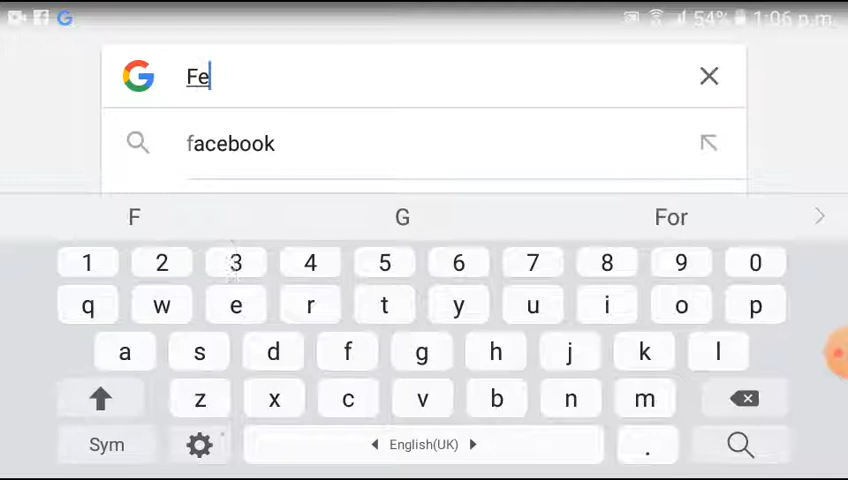 54% 1:06 p.m.
Fe
facebook
F G For
1 2 3 4 5 6 7 8 9 0
q w e r t y u i o p
a s d f g h j k l
z x c v b n m
Sym English(UK) .